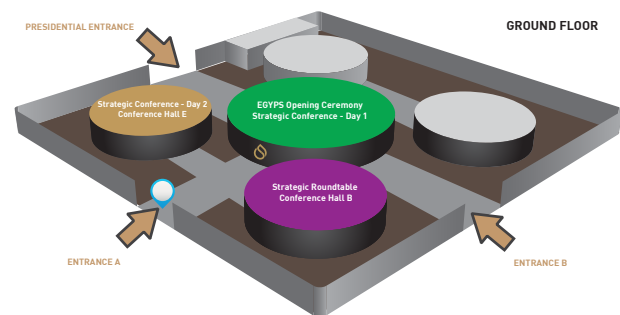 PRESIDENTIAL ENTRANCE
GROUND FLOOR
Strategic Conference - Day 2
Conference Hall E
EGYPS Opening Ceremony
Strategic Conference - Day 1
Strategic Roundtable
Conference Hall B
ENTRANCE A
ENTRANCE B